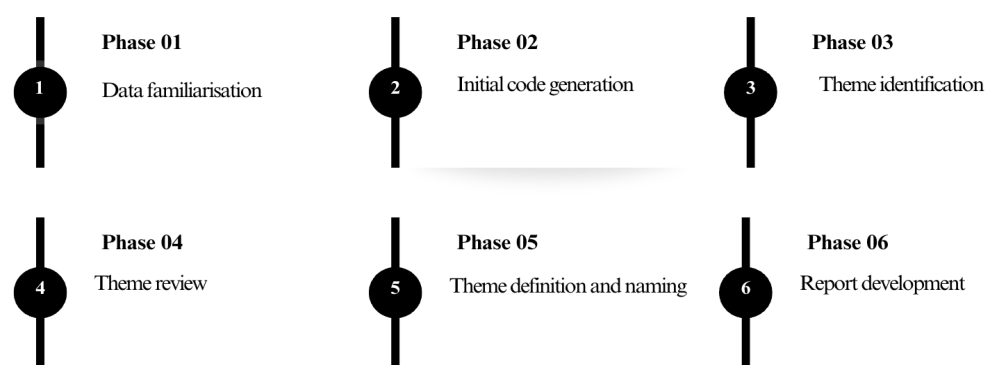 Phase 01
1
Data familiarisation
Phase 02
2
Initial code generation
Phase 03
3
Theme identification
Phase 04
4
Theme review
Phase 05
5
Theme definition and naming
Phase 06
6
Report development